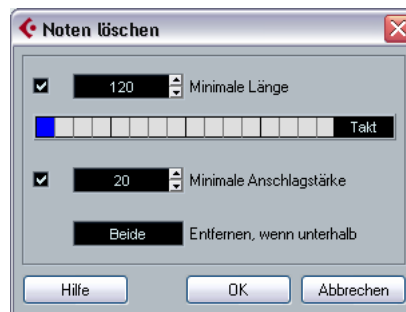 Noten löschen
120 Minimale Länge
Takt
20 Minimale Anschlagstärke
Beide Entfernen, wenn unterhalb
Hilfe OK Abbrechen